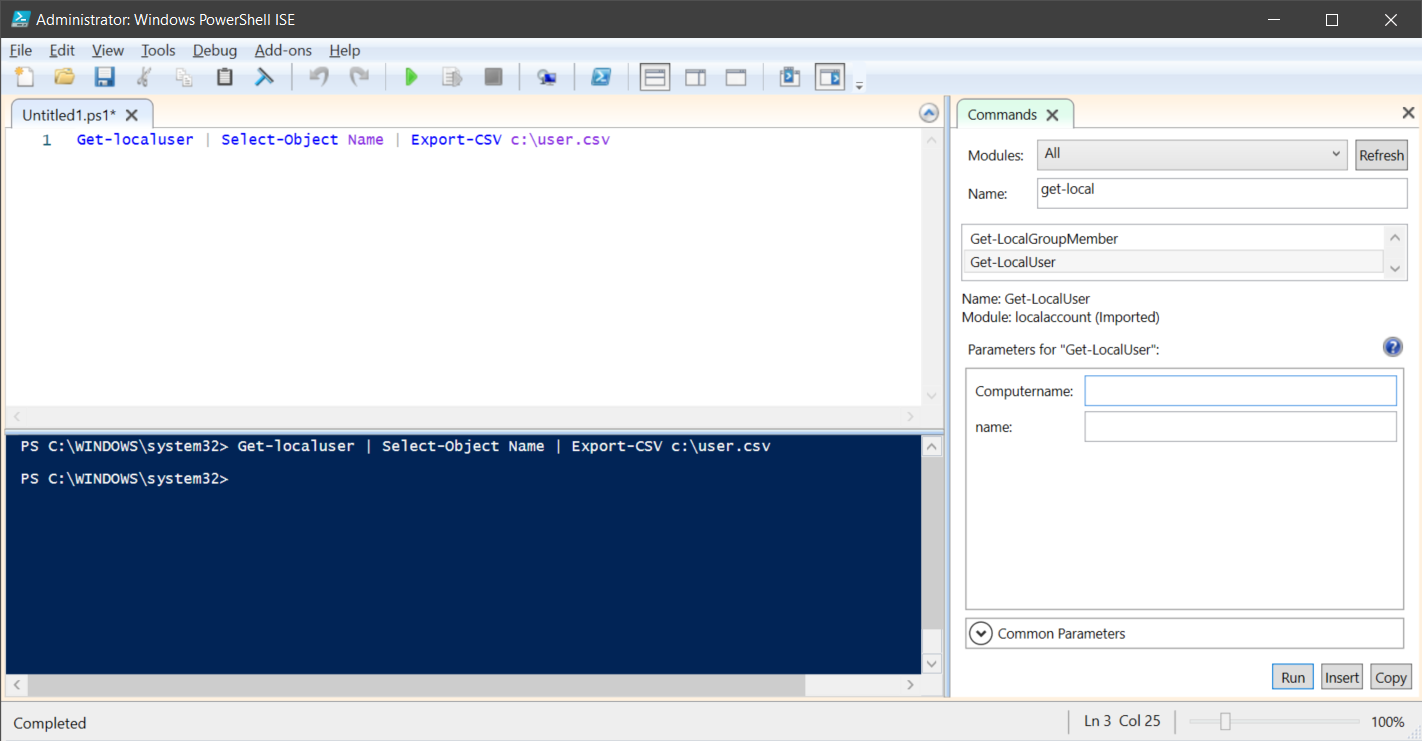 Administrator: Windows PowerShell ISE
File Edit View Tools Debug Add-ons Help
Untitled1.ps1*
1 Get-localuser | Select-Object Name | Export-CSV c:\user.csv
PS C:\WINDOWS\system32> Get-localuser | Select-Object Name | Export-CSV c:\user.csv
PS C:\WINDOWS\system32>
Commands
Modules: All Refresh
Name: get-local
Get-LocalGroupMember
Get-LocalUser
Name: Get-LocalUser
Module: localaccount (Imported)
Parameters for "Get-LocalUser":
Computername:
name:
Common Parameters
Run Insert Copy
Completed Ln 3 Col 25 100%